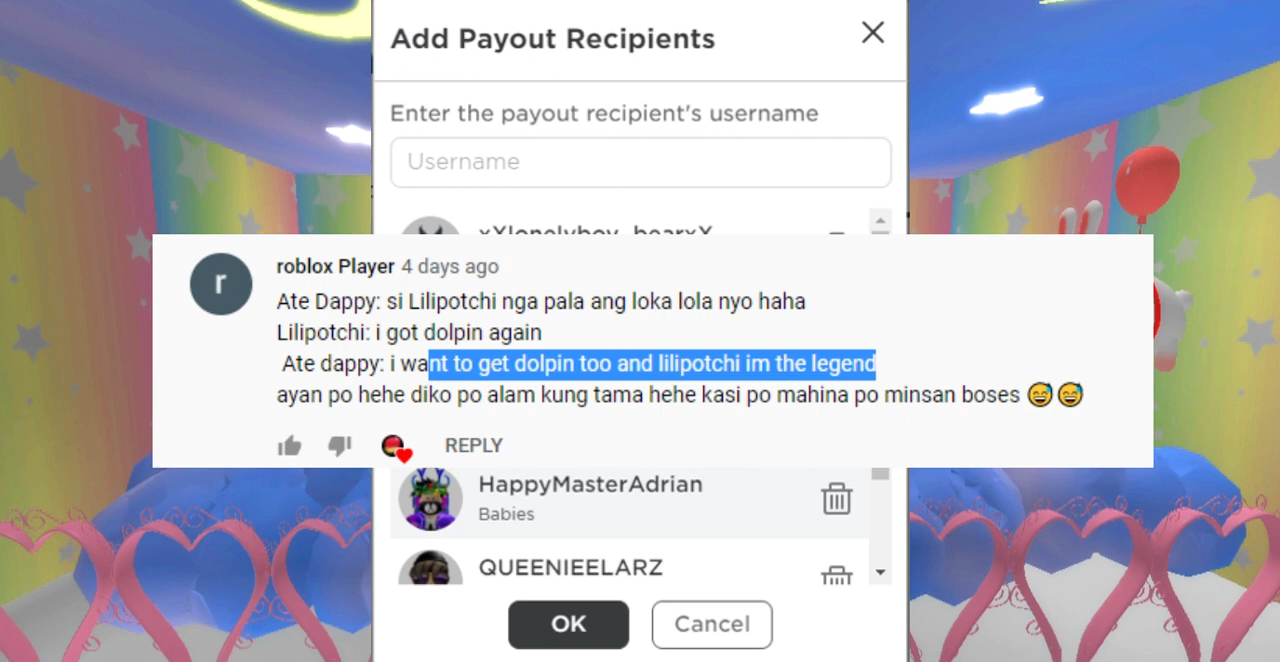 Add Payout Recipients
Enter the payout recipient's username
Username
xXlonelyboy_bearxX
roblox Player 4 days ago
Ate Dappy: si Lilipotchi nga pala ang loka lola nyo haha
Lilipotchi: i got dolpin again
Ate dappy: i want to get dolpin too and lilipotchi im the legend
ayan po hehe diko po alam kung tama hehe kasi po mahina po minsan boses 😅😅
REPLY
HappyMasterAdrian
Babies
QUEENIEELARZ
OK
Cancel